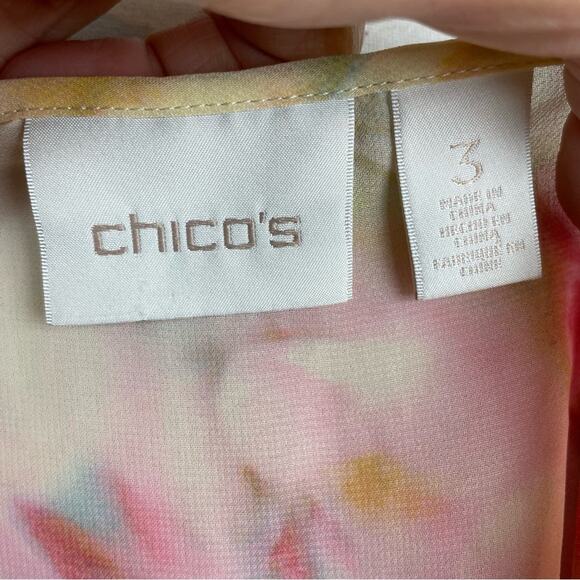 chico's
3
MADE IN
CHINA
HECHO EN
CHINA
FABRIQUE EN
CHINE